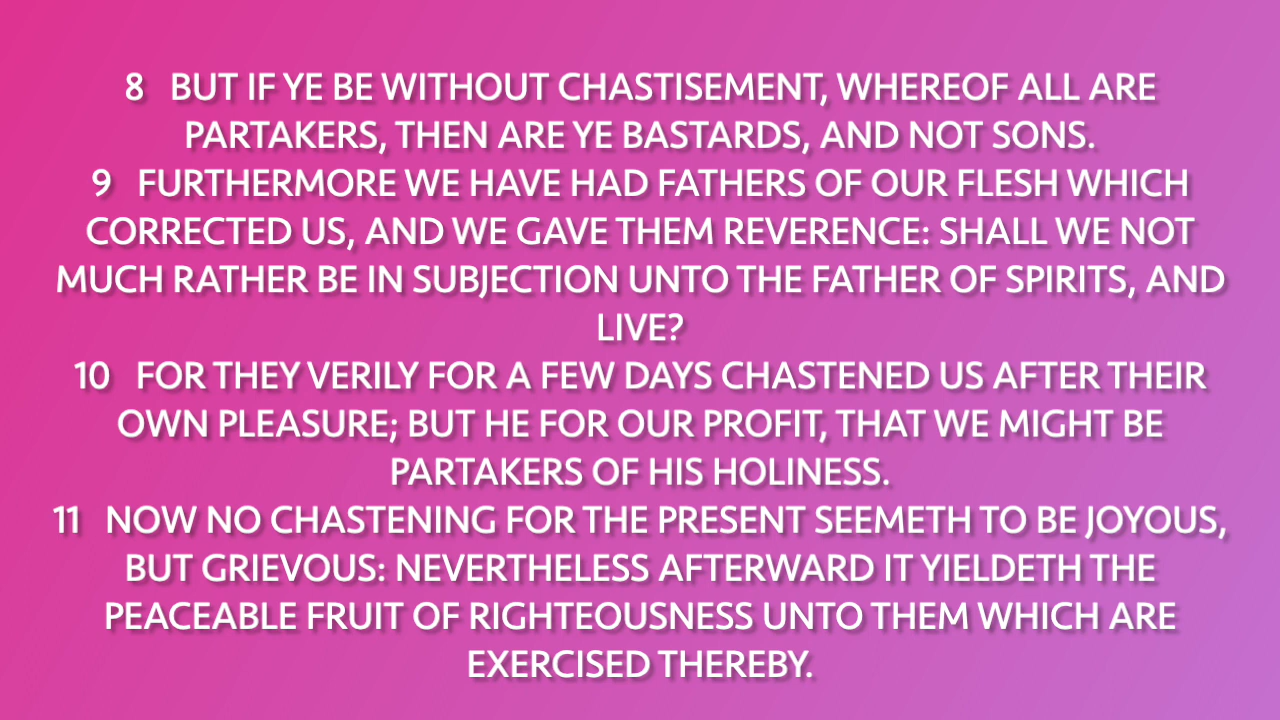 8 BUT IF YE BE WITHOUT CHASTISEMENT, WHEREOF ALL ARE
PARTAKERS, THEN ARE YE BASTARDS, AND NOT SONS.
9 FURTHERMORE WE HAVE HAD FATHERS OF OUR FLESH WHICH
CORRECTED US, AND WE GAVE THEM REVERENCE: SHALL WE NOT
MUCH RATHER BE IN SUBJECTION UNTO THE FATHER OF SPIRITS, AND
LIVE?
10 FOR THEY VERILY FOR A FEW DAYS CHASTENED US AFTER THEIR
OWN PLEASURE; BUT HE FOR OUR PROFIT, THAT WE MIGHT BE
PARTAKERS OF HIS HOLINESS.
11 NOW NO CHASTENING FOR THE PRESENT SEEMETH TO BE JOYOUS,
BUT GRIEVOUS: NEVERTHELESS AFTERWARD IT YIELDETH THE
PEACEABLE FRUIT OF RIGHTEOUSNESS UNTO THEM WHICH ARE
EXERCISED THEREBY.